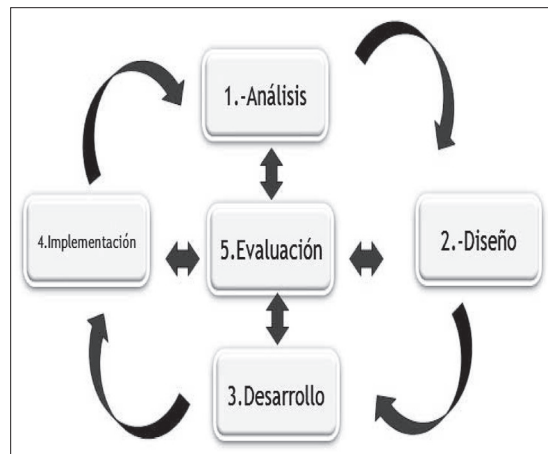 1.-Análisis
2.-Diseño
3.Desarrollo
4.Implementación
5.Evaluación